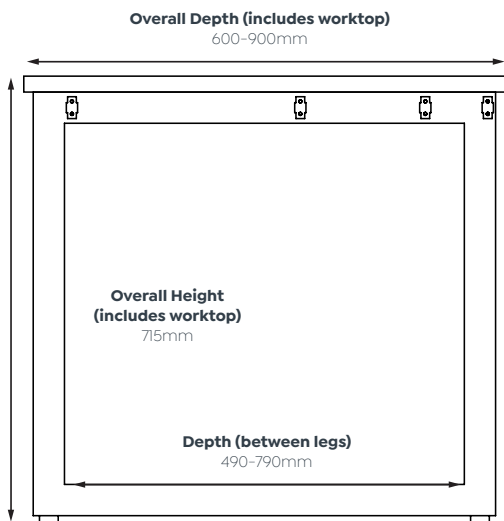 Overall Depth (includes worktop)
600-900mm
Overall Height
(includes worktop)
715mm
Depth (between legs)
490-790mm